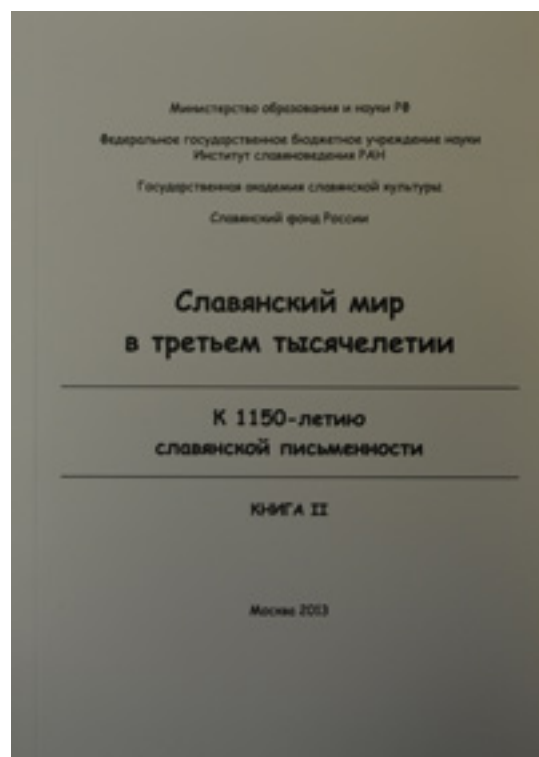 Министерство образования и науки РФ
Федеральное государственное бюджетное учреждение науки
Институт славяноведения РАН
Государственная академия славянской культуры
Славянский фонд России
Славянский мир
в третьем тысячелетии
К 1150-летию
славянской письменности
КНИГА II
Москва 2013